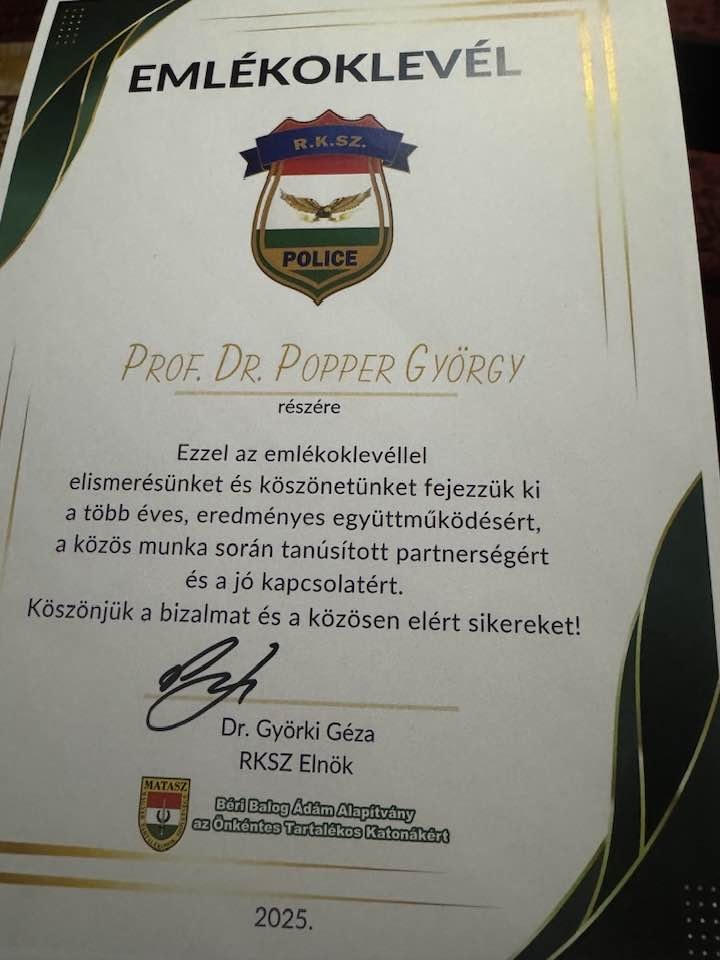 EMLÉKOKLEVÉL
R.K.SZ.
POLICE
PROF. DR. POPPER GYÖRGY
részére
Ezzel az emlékoklevéllel
elismerésünket és köszönetünket fejezzük ki
a több éves, eredményes együttműködésért,
a közös munka során tanúsított partnerségért
és a jó kapcsolatért.
Köszönjük a bizalmat és a közösen elért sikereket!
Dr. Györki Géza
RKSZ Elnök
MATASZ
Béri Balog Ádám Alapítvány
az Önkéntes Tartalékos Katonákért
2025.